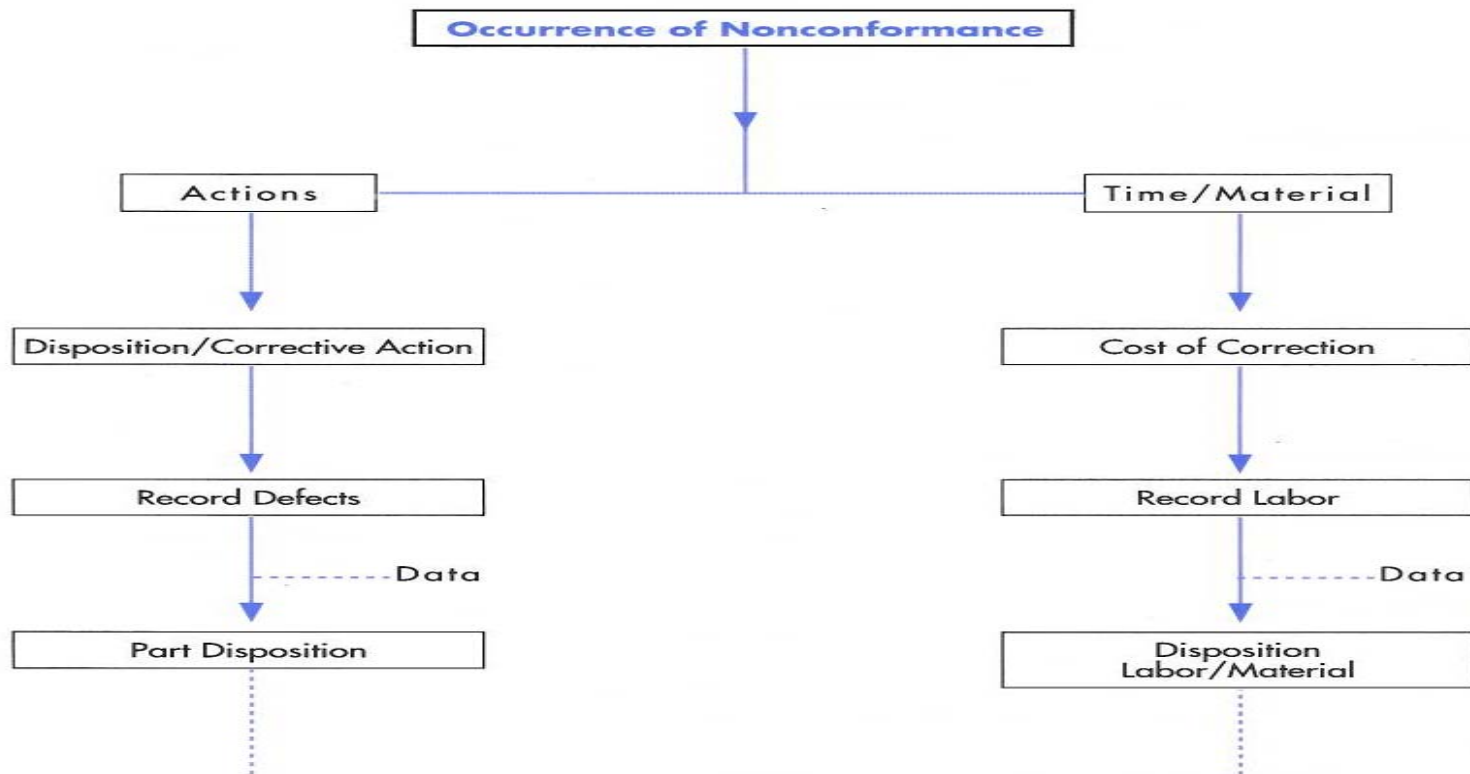 Occurrence of Nonconformance
Actions
Time/Material
Disposition/Corrective Action
Cost of Correction
Record Defects
Record Labor
Data
Data
Part Disposition
Disposition
Labor/Material